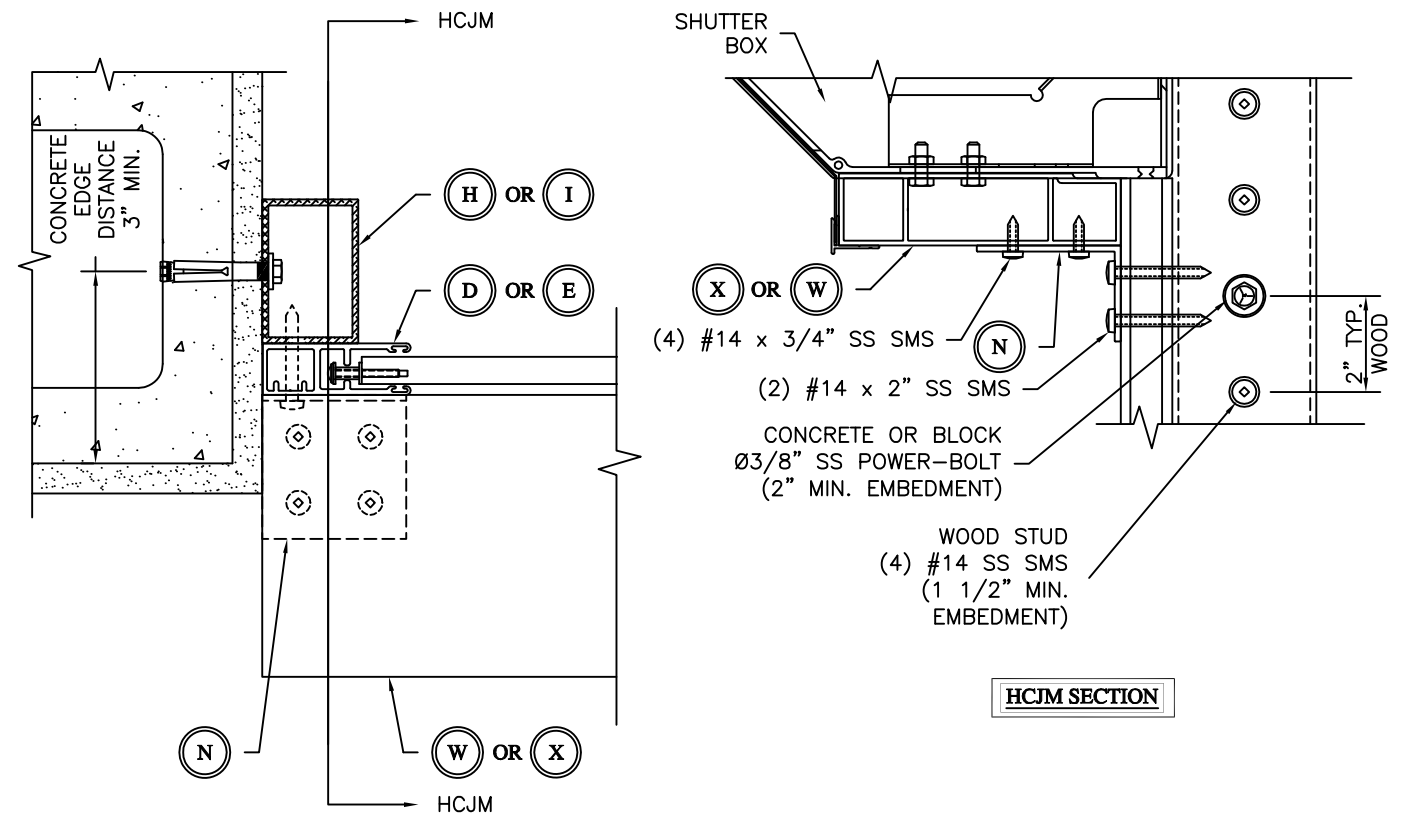 HCJM
CONCRETE
EDGE
DISTANCE
3" MIN.
H OR I
D OR E
N
W OR X
HCJM
SHUTTER
BOX
X OR W
(4) #14 x 3/4" SS SMS
N
(2) #14 x 2" SS SMS
2" TYP.
WOOD
CONCRETE OR BLOCK
Ø3/8" SS POWER-BOLT
(2" MIN. EMBEDMENT)
WOOD STUD
(4) #14 SS SMS
(1 1/2" MIN.
EMBEDMENT)
HCJM SECTION